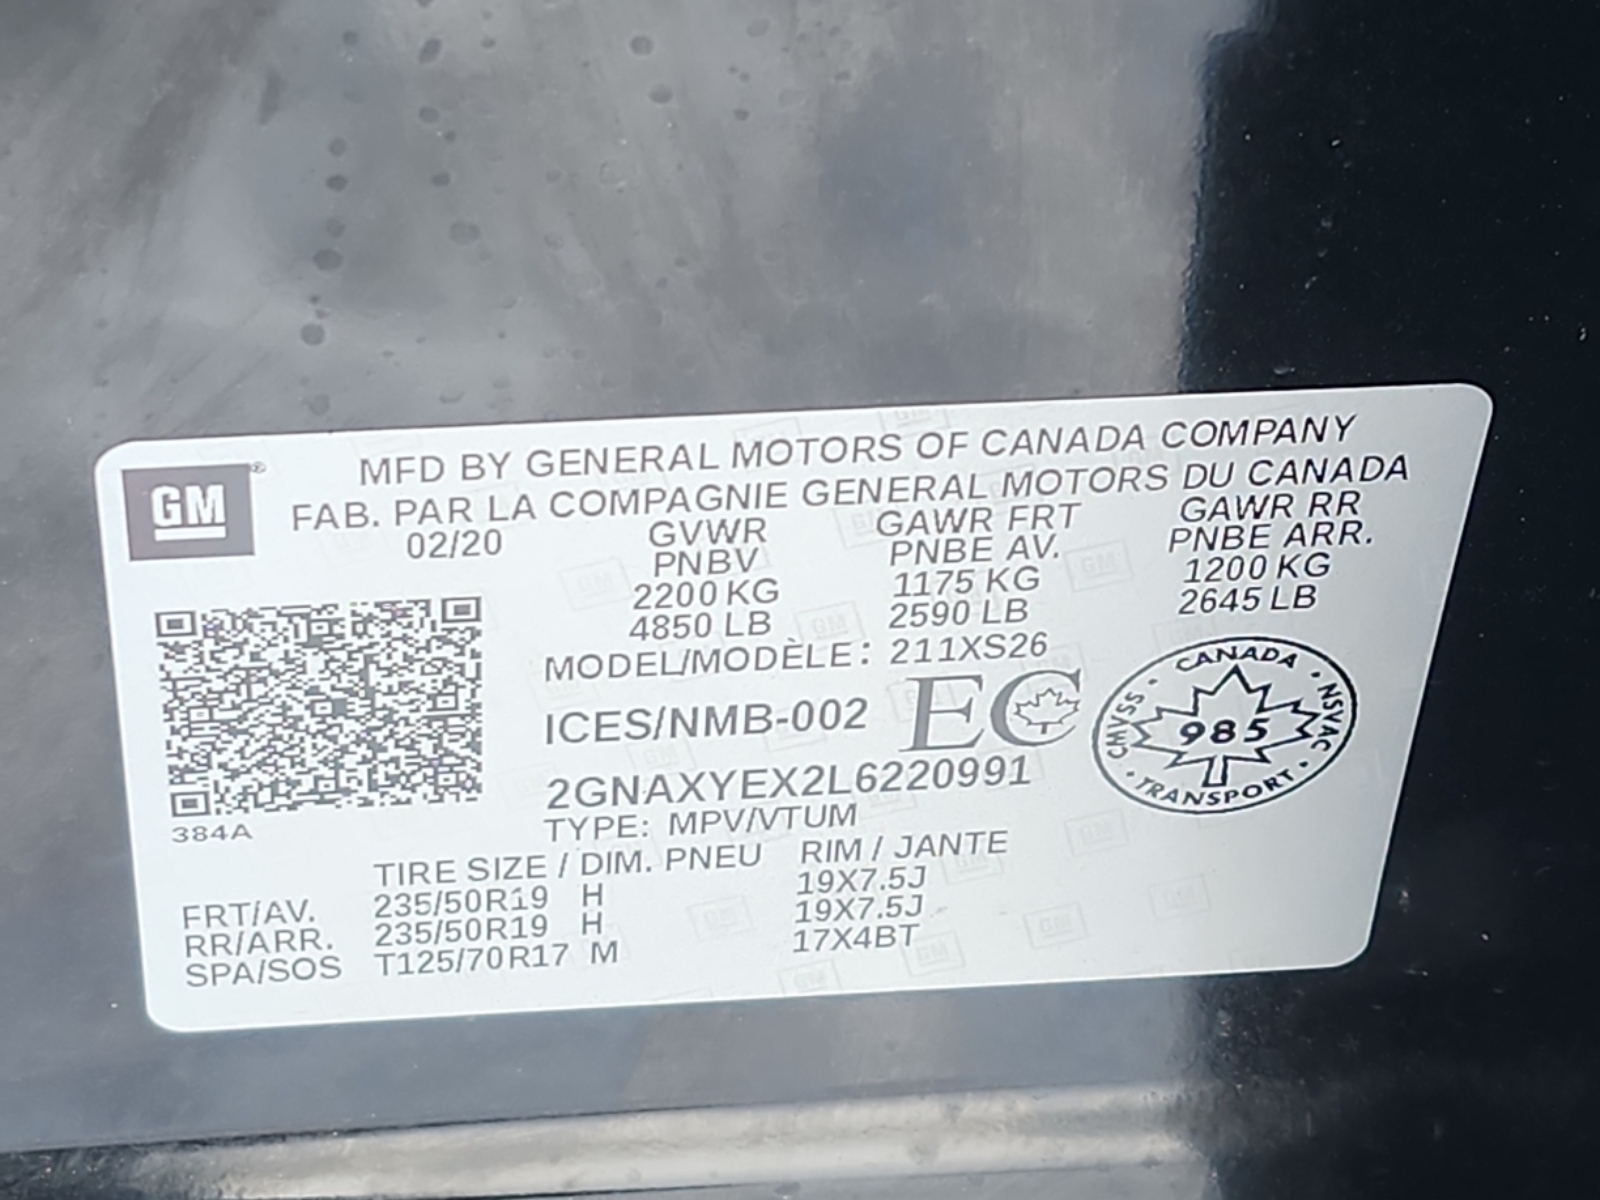 GM
MFD BY GENERAL MOTORS OF CANADA COMPANY
FAB. PAR LA COMPAGNIE GENERAL MOTORS DU CANADA
02/20 GVWR GAWR FRT GAWR RR
PNBV PNBE AV. PNBE ARR.
2200 KG 1175 KG 1200 KG
4850 LB 2590 LB 2645 LB
MODEL/MODÈLE: 211XS26
ICES/NMB-002 EC
CANADA
CMVSS 985 NSVAC
TRANSPORT
2GNAXYEX2L6220991
384A
TYPE: MPV/VTUM
TIRE SIZE / DIM. PNEU RIM / JANTE
FRT/AV. 235/50R19 H 19X7.5J
RR/ARR. 235/50R19 H 19X7.5J
SPA/SOS T125/70R17 M 17X4BT